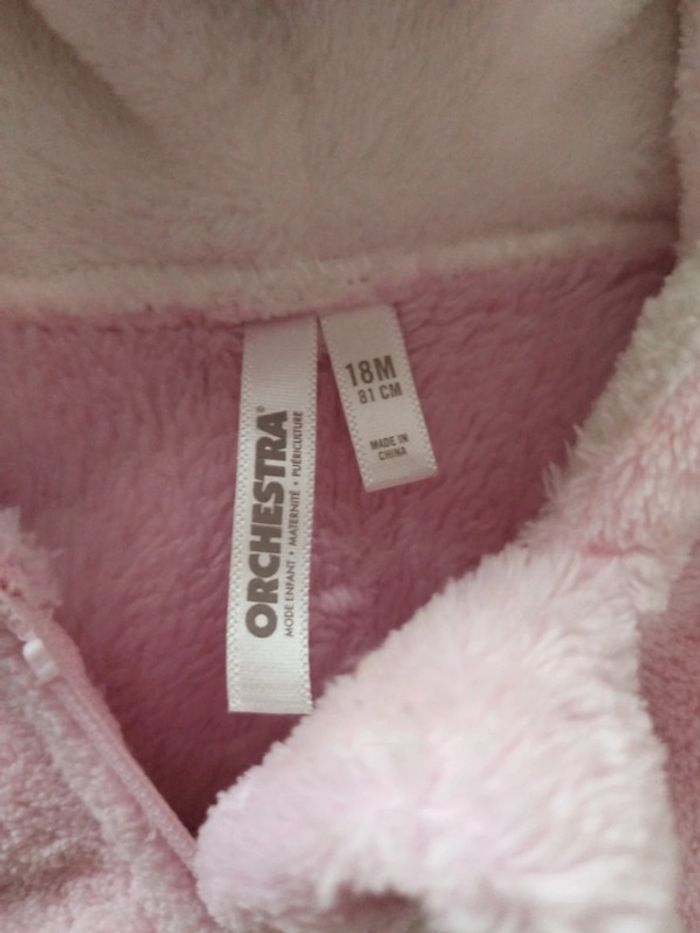 ORCHESTRA®
MODE ENFANT • MATERNITÉ • PUÉRICULTURE
18M
81 CM
MADE IN
CHINA